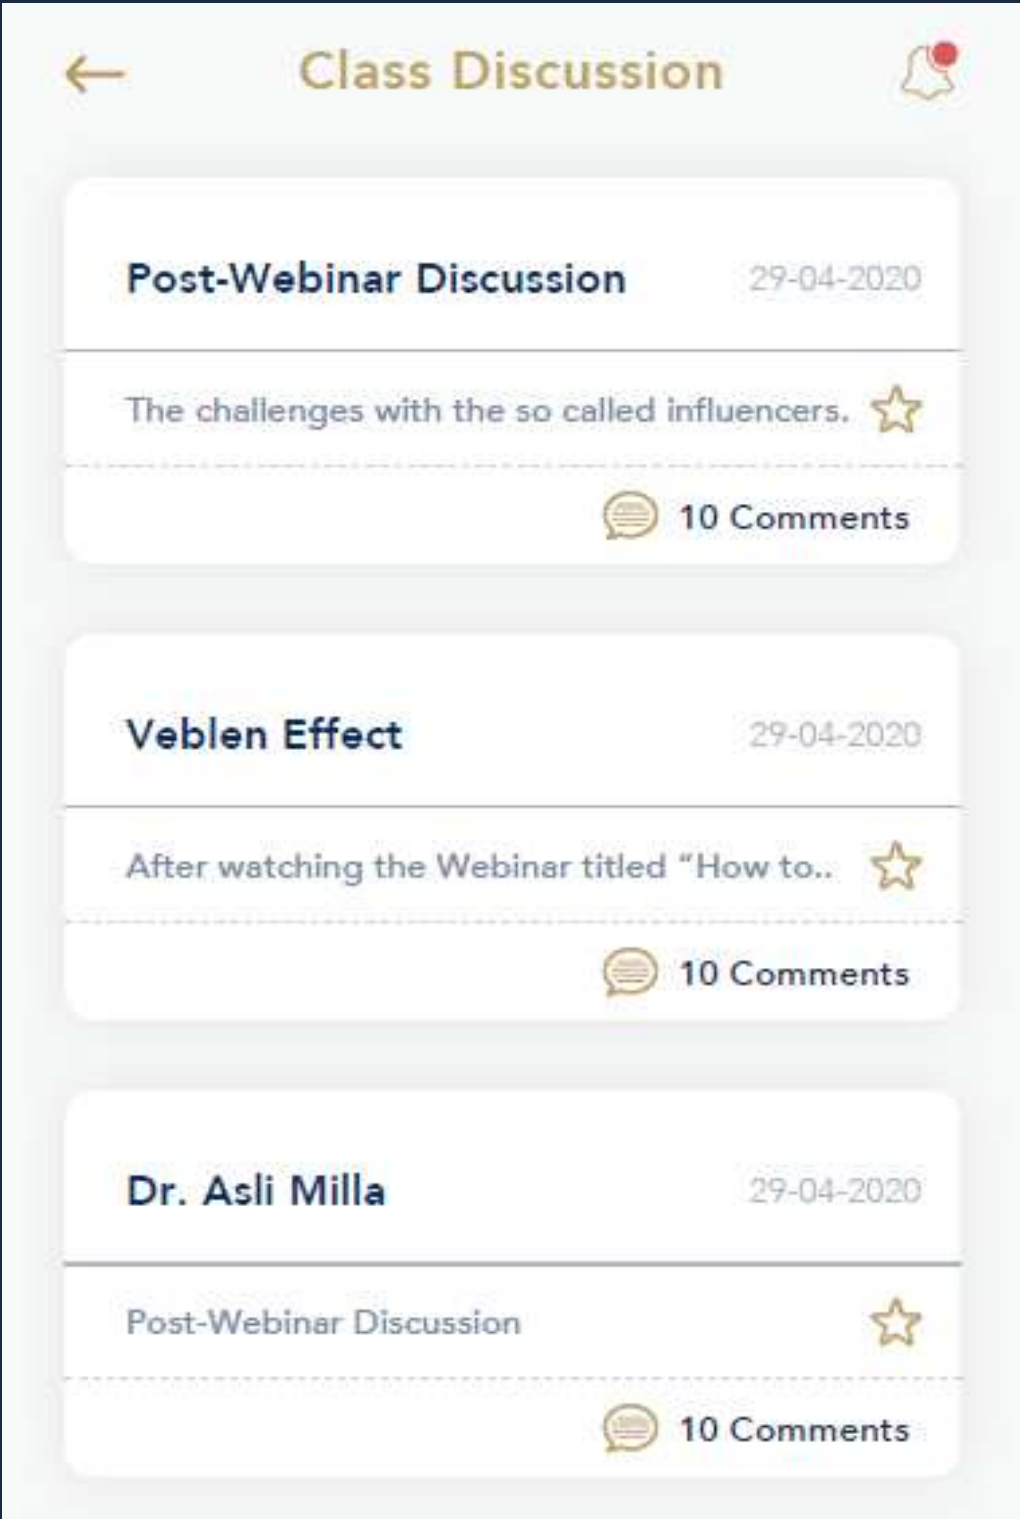 Class Discussion
Post-Webinar Discussion 29-04-2020
The challenges with the so called influencers.
10 Comments
Veblen Effect 29-04-2020
After watching the Webinar titled “How to..
10 Comments
Dr. Asli Milla 29-04-2020
Post-Webinar Discussion
10 Comments